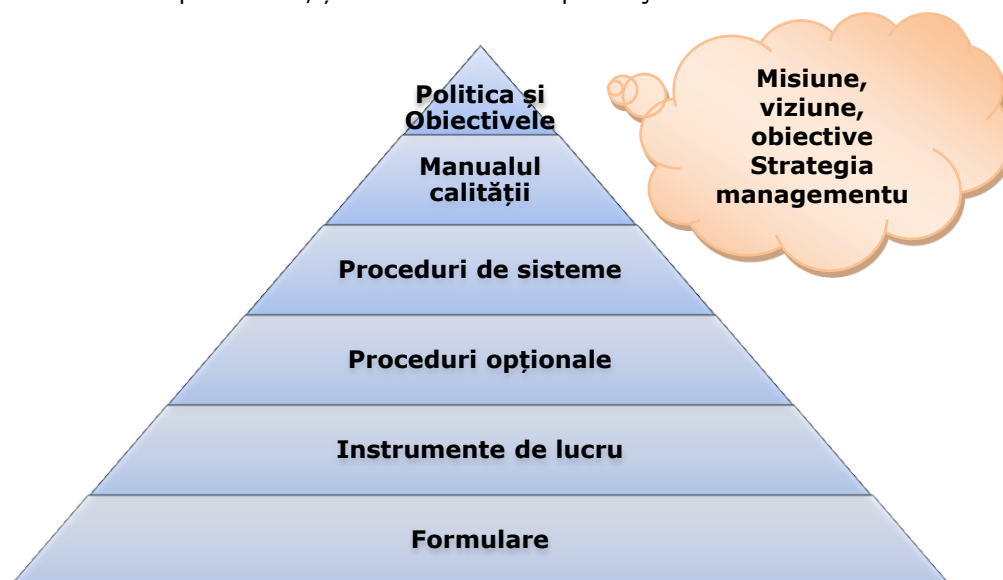 Politica și
Obiectivele
Manualul
calității
Proceduri de sisteme
Proceduri opționale
Instrumente de lucru
Formulare
Misiune,
viziune,
obiective
Strategia
managementu